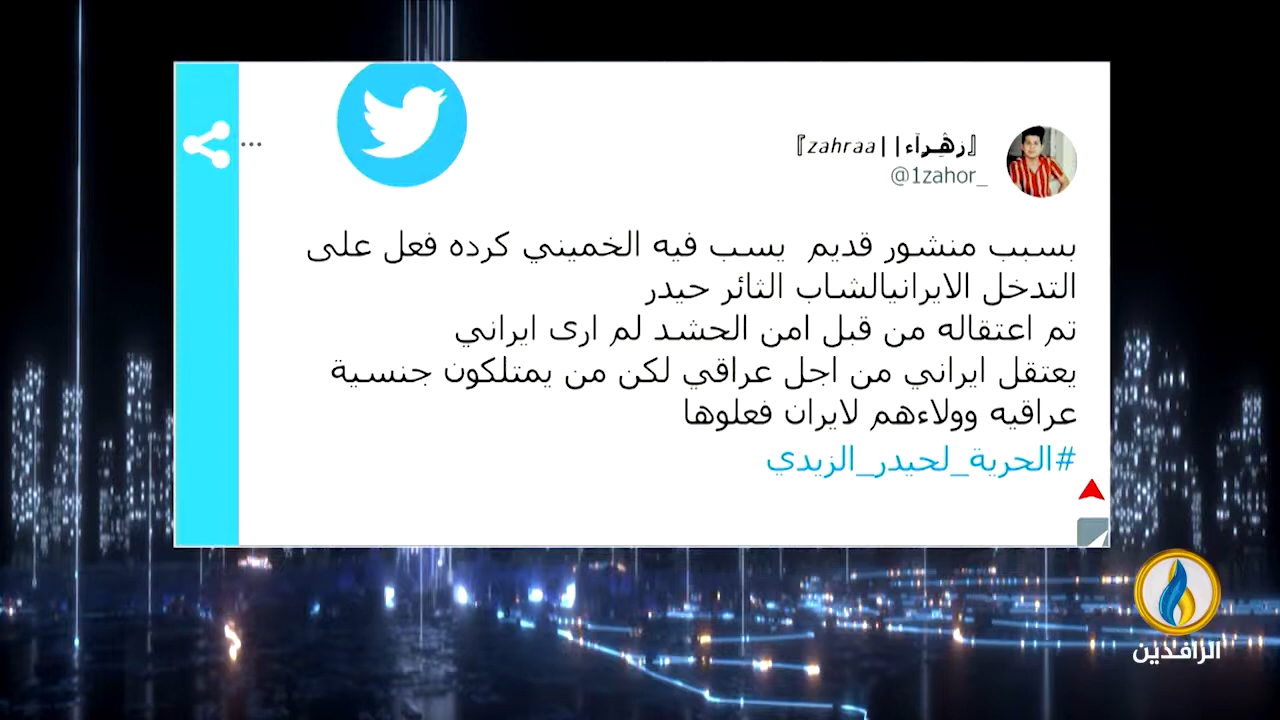 『زهراء||zahraa』
@1zahor_
بسبب منشور قديم يسب فيه الخميني كرده فعل على
التدخل الايرانيالشاب الثائر حيدر
تم اعتقاله من قبل امن الحشد لم ارى ايراني
يعتقل ايراني من اجل عراقي لكن من يمتلكون جنسية
عراقيه وولاءهم لايران فعلوها
#الحرية_لحيدر_الزيدي
الرافدين